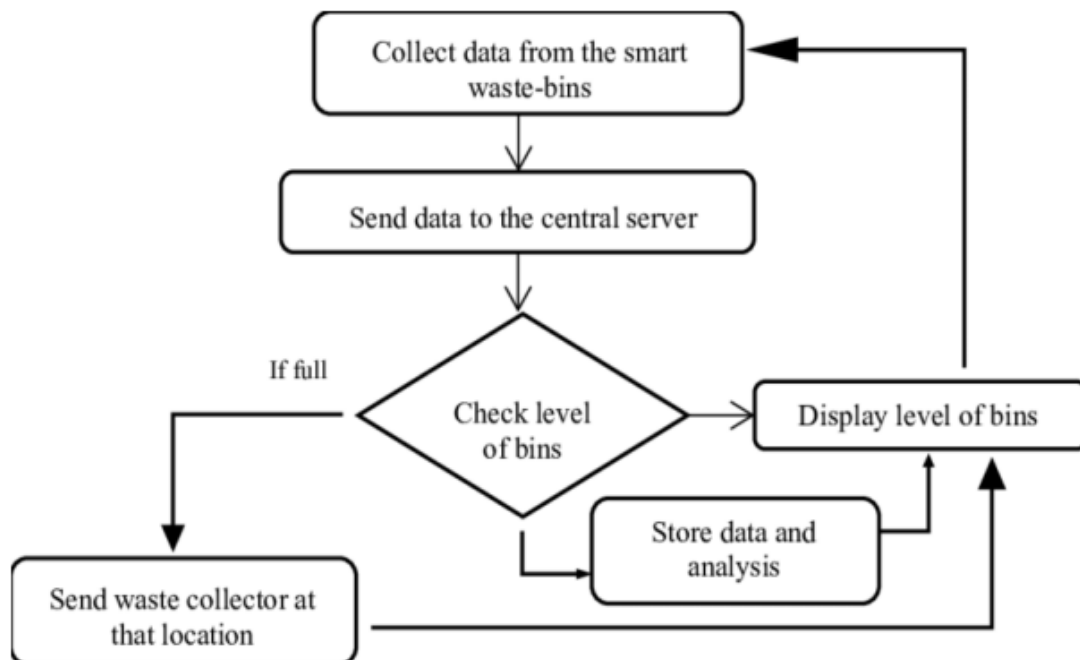 Collect data from the smart
waste-bins
Send data to the central server
If full
Check level
of bins
Display level of bins
Store data and
analysis
Send waste collector at
that location